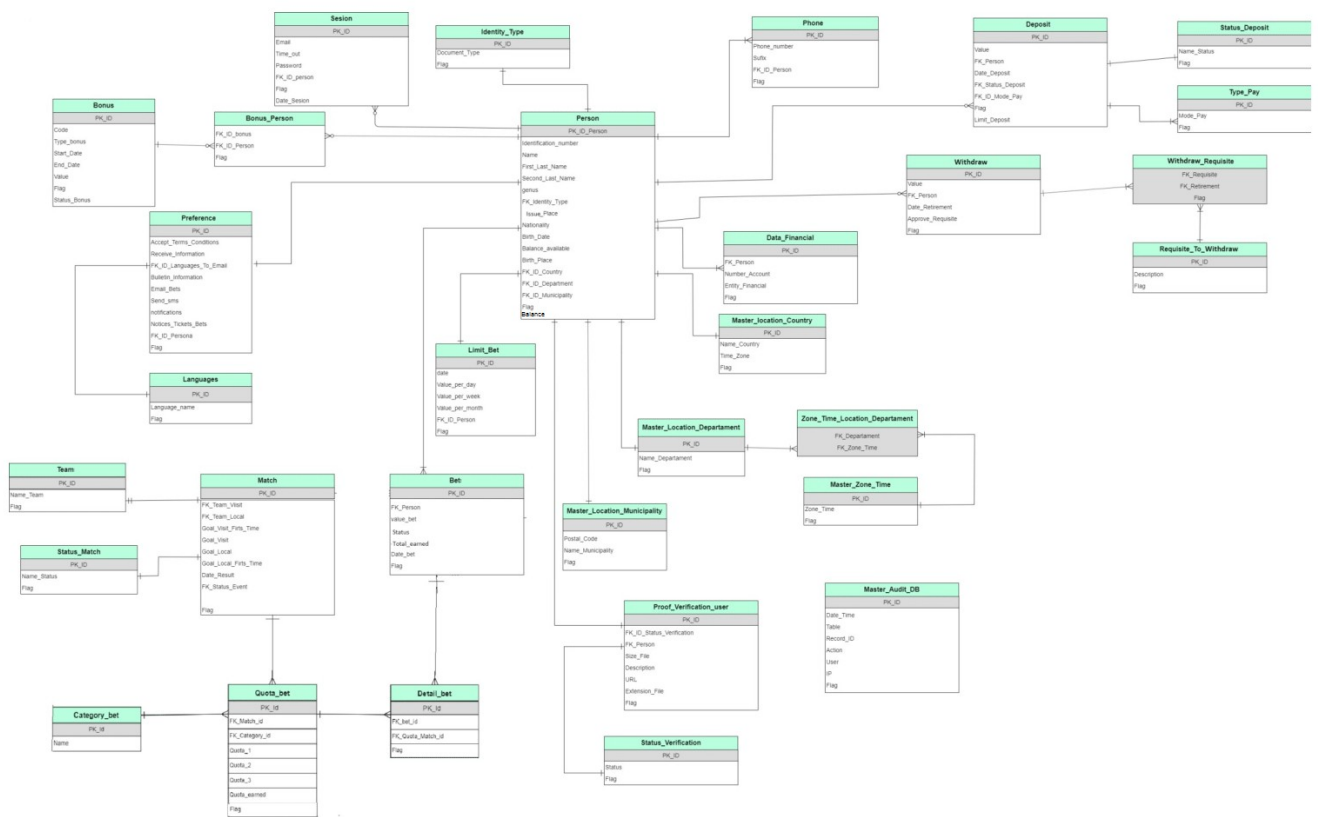 Sesion
PK_ID
Email
Time_out
Password
FK_ID_person
Flag
Date_Sesion
Identity_Type
PK_ID
Document_Type
Flag
Phone
PK_ID
Phone_number
Sufix
FK_ID_Person
Flag
Deposit
PK_ID
Value
FK_Person
Date_Deposit
FK_Status_Deposit
FK_ID_Mode_Pay
Flag
Limit_Deposit
Status_Deposit
PK_ID
Name_Status
Flag
Type_Pay
PK_ID
Mode_Pay
Flag
Bonus
PK_ID
Code
Type_bonus
Start_Date
End_Date
Value
Flag
Status_Bonus
Bonus_Person
PK_ID
FK_ID_bonus
FK_ID_Person
Flag
Person
PK_ID_Person
Identification_number
Name
First_Last_Name
Second_Last_Name
genus
FK_Identity_Type
Issue_Place
Nationality
Birth_Date
Balance_available
Birth_Place
FK_ID_Country
FK_ID_Department
FK_ID_Municipality
Flag
Balance
Withdraw
PK_ID
Value
FK_Person
Date_Retirement
Approve_Requisite
Flag
Withdraw_Requisite
FK_Requisite
FK_Retirement
Flag
Requisite_To_Withdraw
PK_ID
Description
Flag
Preference
PK_ID
Accept_Terms_Conditions
Receive_Information
FK_ID_Languages_To_Email
Bulletin_Information
Email_Bets
Send_sms
notifications
Notices_Tickets_Bets
FK_ID_Persona
Flag
Data_Financial
PK_ID
FK_Person
Number_Account
Entity_Financial
Flag
Master_location_Country
PK_ID
Name_Country
Time_Zone
Flag
Limit_Bet
PK_ID
date
Value_per_day
Value_per_week
Value_per_month
FK_ID_Person
Flag
Languages
PK_ID
Language_name
Flag
Master_Location_Departament
PK_ID
Name_Departament
Flag
Zone_Time_Location_Departament
FK_Departament
FK_Zone_Time
Master_Zone_Time
PK_ID
Zone_Time
Flag
Team
PK_ID
Name_Team
Flag
Match
PK_ID
FK_Team_Visit
FK_Team_Local
Goal_Visit_Firts_Time
Goal_Visit
Goal_Local
Goal_Local_Firts_Time
Date_Result
FK_Status_Event
Flag
Bet
PK_ID
FK_Person
value_bet
Status
Total_earned
Date_bet
Flag
Master_Location_Municipality
PK_ID
Postal_Code
Name_Municipality
Flag
Status_Match
PK_ID
Name_Status
Flag
Proof_Verification_user
PK_ID
FK_ID_Status_Verification
FK_Person
Size_File
Description
URL
Extension_File
Flag
Master_Audit_DB
PK_ID
Date_Time
Table
Record_ID
Action
User
IP
Flag
Category_bet
PK_Id
Name
Quota_bet
PK_Id
FK_Match_id
FK_Category_id
Quota_1
Quota_2
Quota_3
Quota_earned
Flag
Detail_bet
PK_Id
FK_bet_id
FK_Quota_Match_id
Flag
Status_Verification
PK_ID
Status
Flag